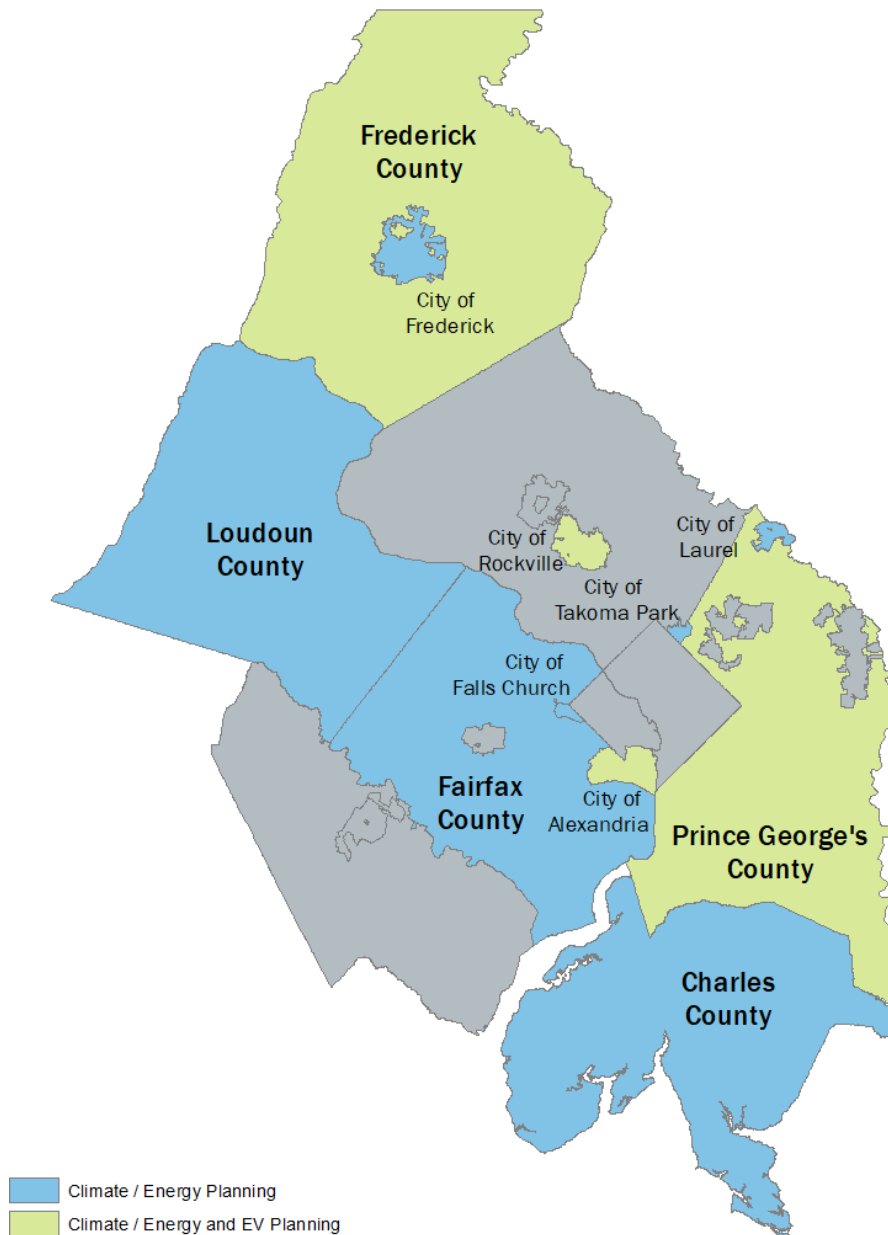 Frederick
County
City of
Frederick
Loudoun
County
City of
Rockville
City of
Laurel
City of
Takoma Park
City of
Falls Church
Fairfax
County
City of
Alexandria
Prince George's
County
Charles
County
Climate / Energy Planning
Climate / Energy and EV Planning